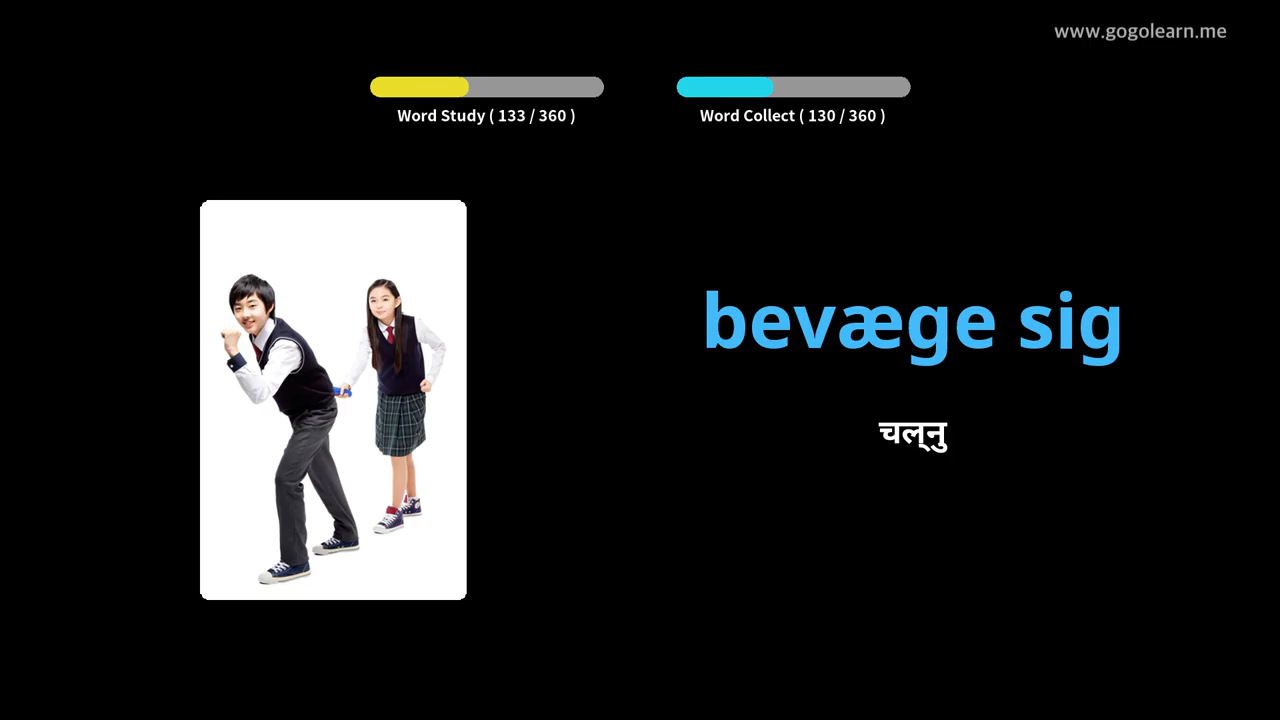 www.gogolearn.me
Word Study ( 133 / 360 )
Word Collect ( 130 / 360 )
bevæge sig
चल्नु